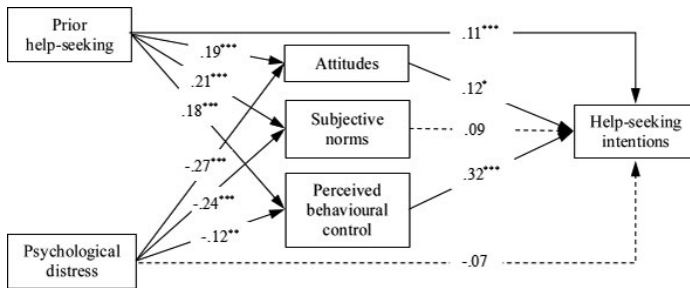 Prior
help-seeking
.11***
.19***
Attitudes
.21***
.12*
.18***
Subjective
norms
.09
Help-seeking
intentions
-.27***
.32***
Perceived
behavioural
control
-.24***
-.12**
Psychological
distress
-.07